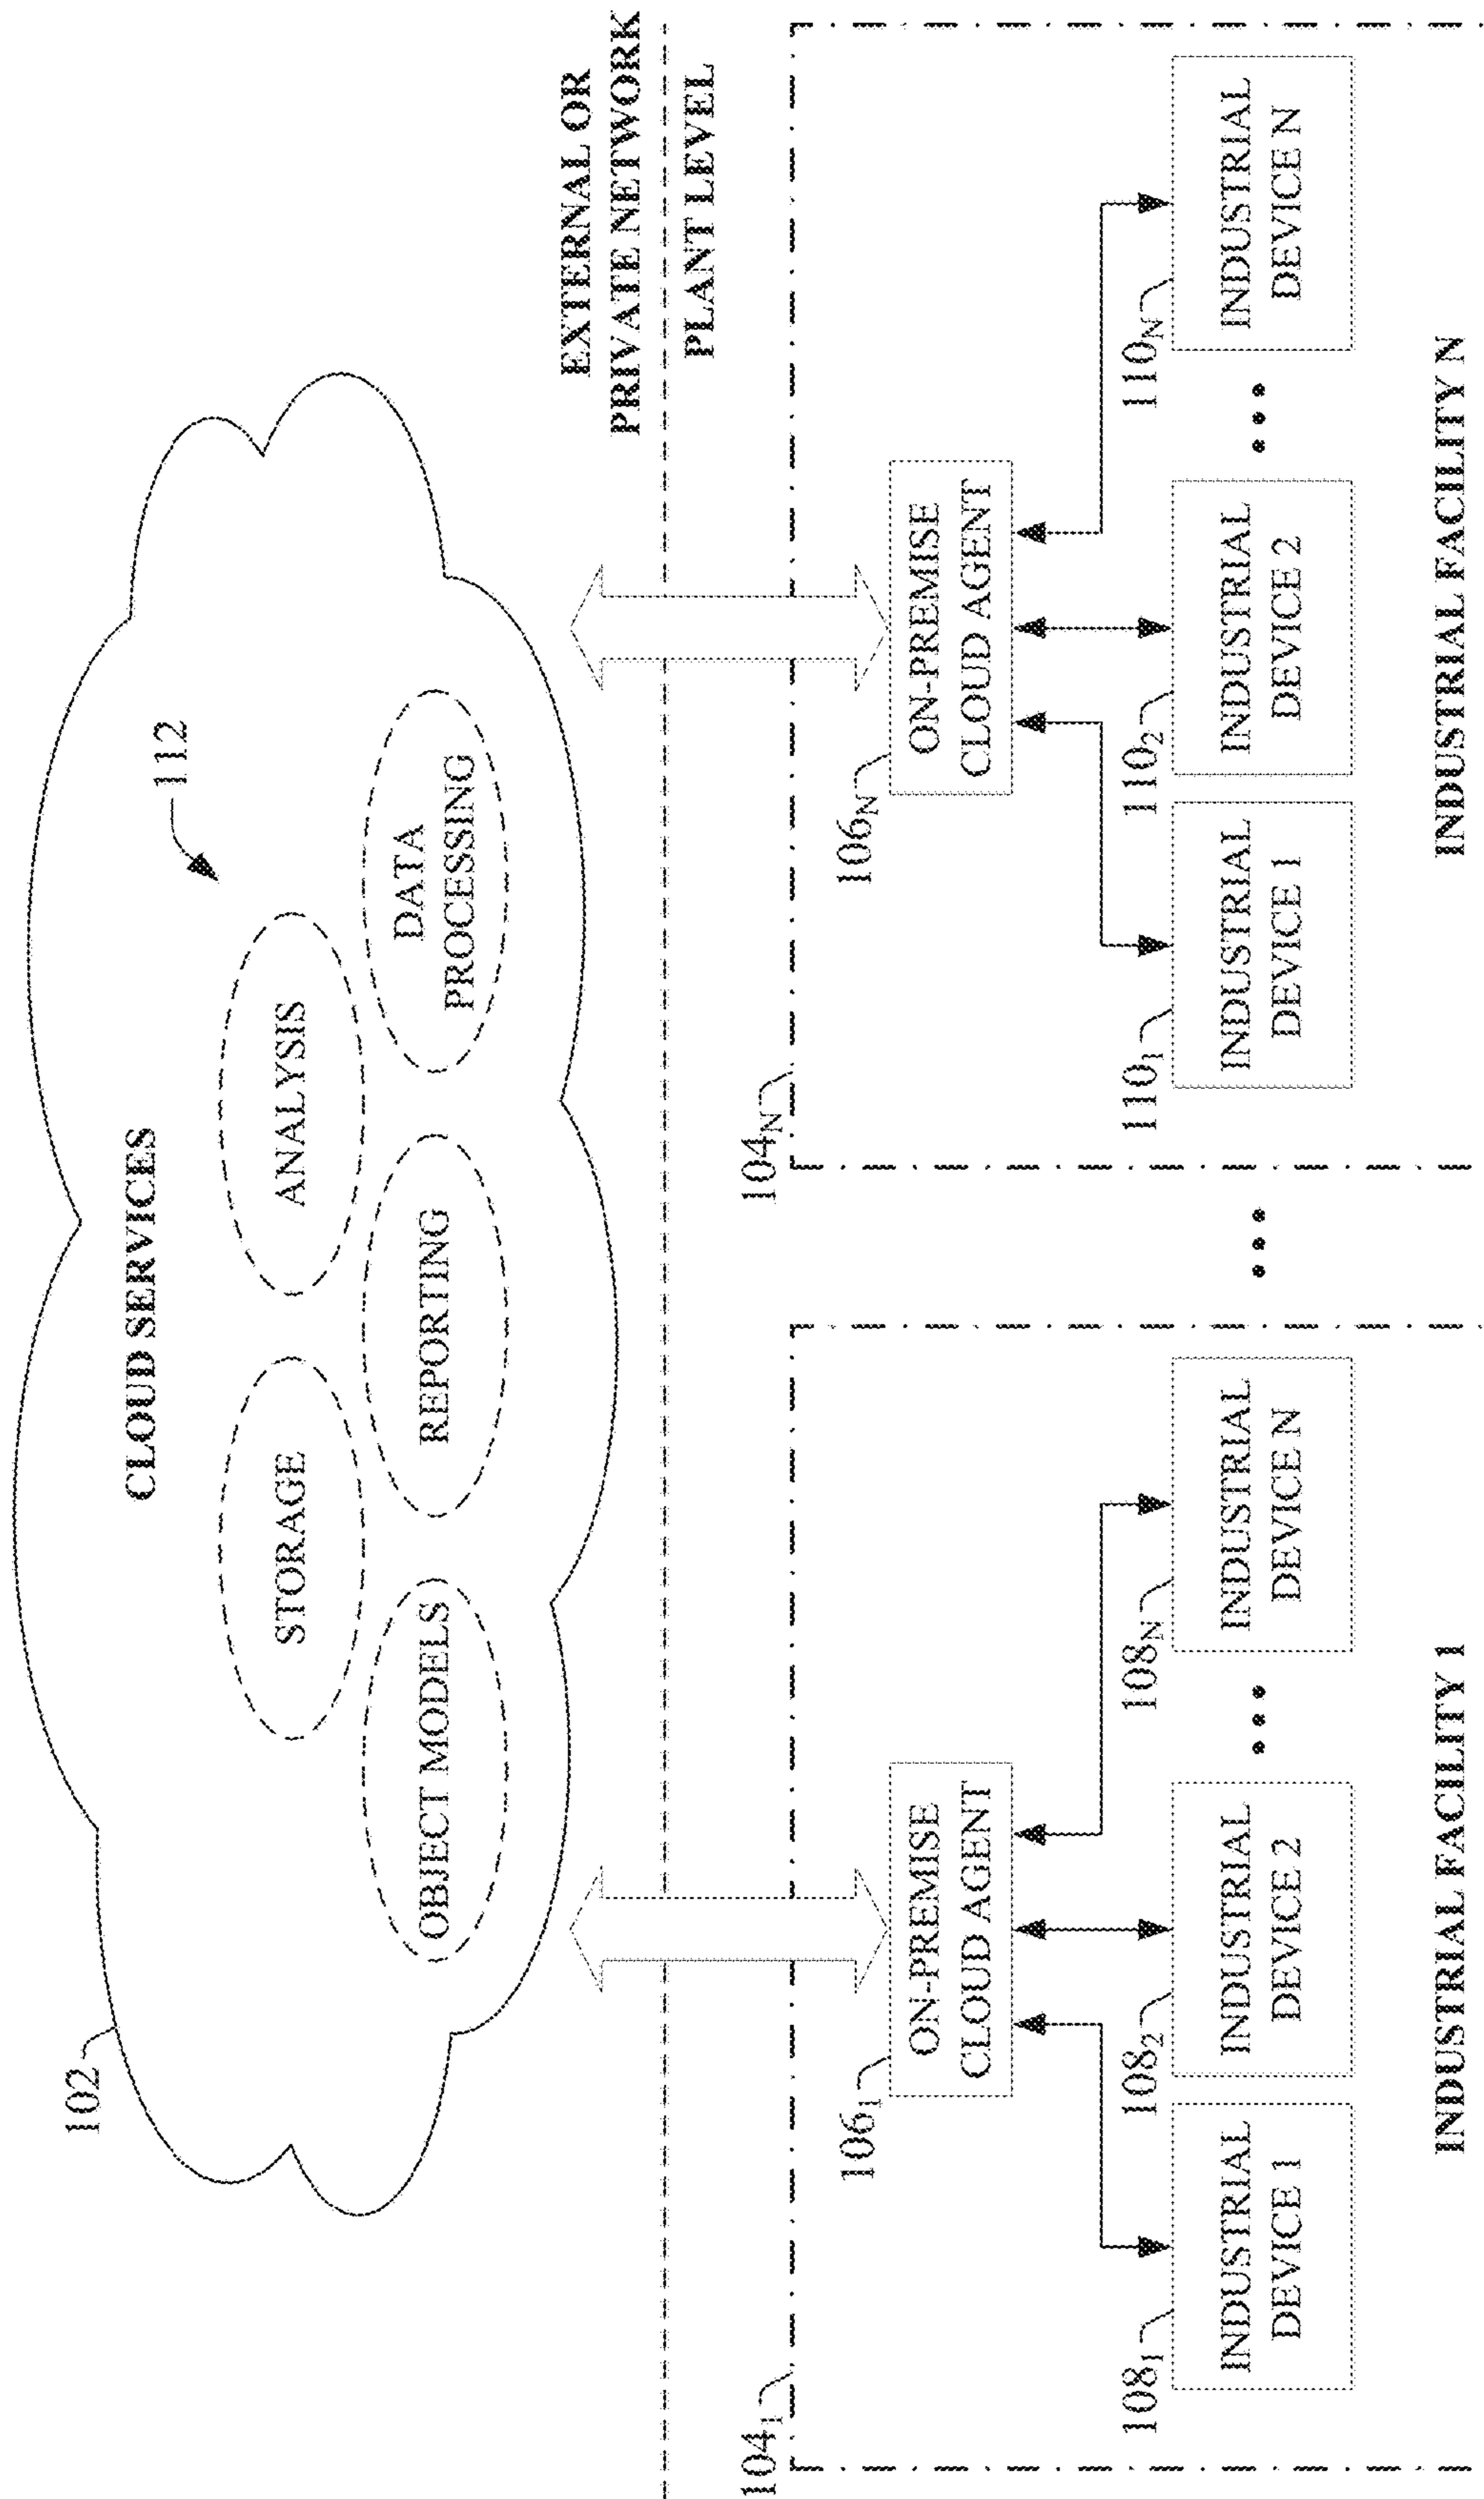 102
CLOUD SERVICES
112
STORAGE
ANALYSIS
OBJECT MODELS
REPORTING
DATA
PROCESSING
EXTERNAL OR
PRIVATE NETWORK
PLANT LEVEL
104₁
106₁
ON-PREMISE
CLOUD AGENT
108₁
INDUSTRIAL
DEVICE 1
108₂
INDUSTRIAL
DEVICE 2
•••
108N
INDUSTRIAL
DEVICE N
INDUSTRIAL FACILITY 1
•••
104N
106N
ON-PREMISE
CLOUD AGENT
110₁
INDUSTRIAL
DEVICE 1
110₂
INDUSTRIAL
DEVICE 2
•••
110N
INDUSTRIAL
DEVICE N
INDUSTRIAL FACILITY N